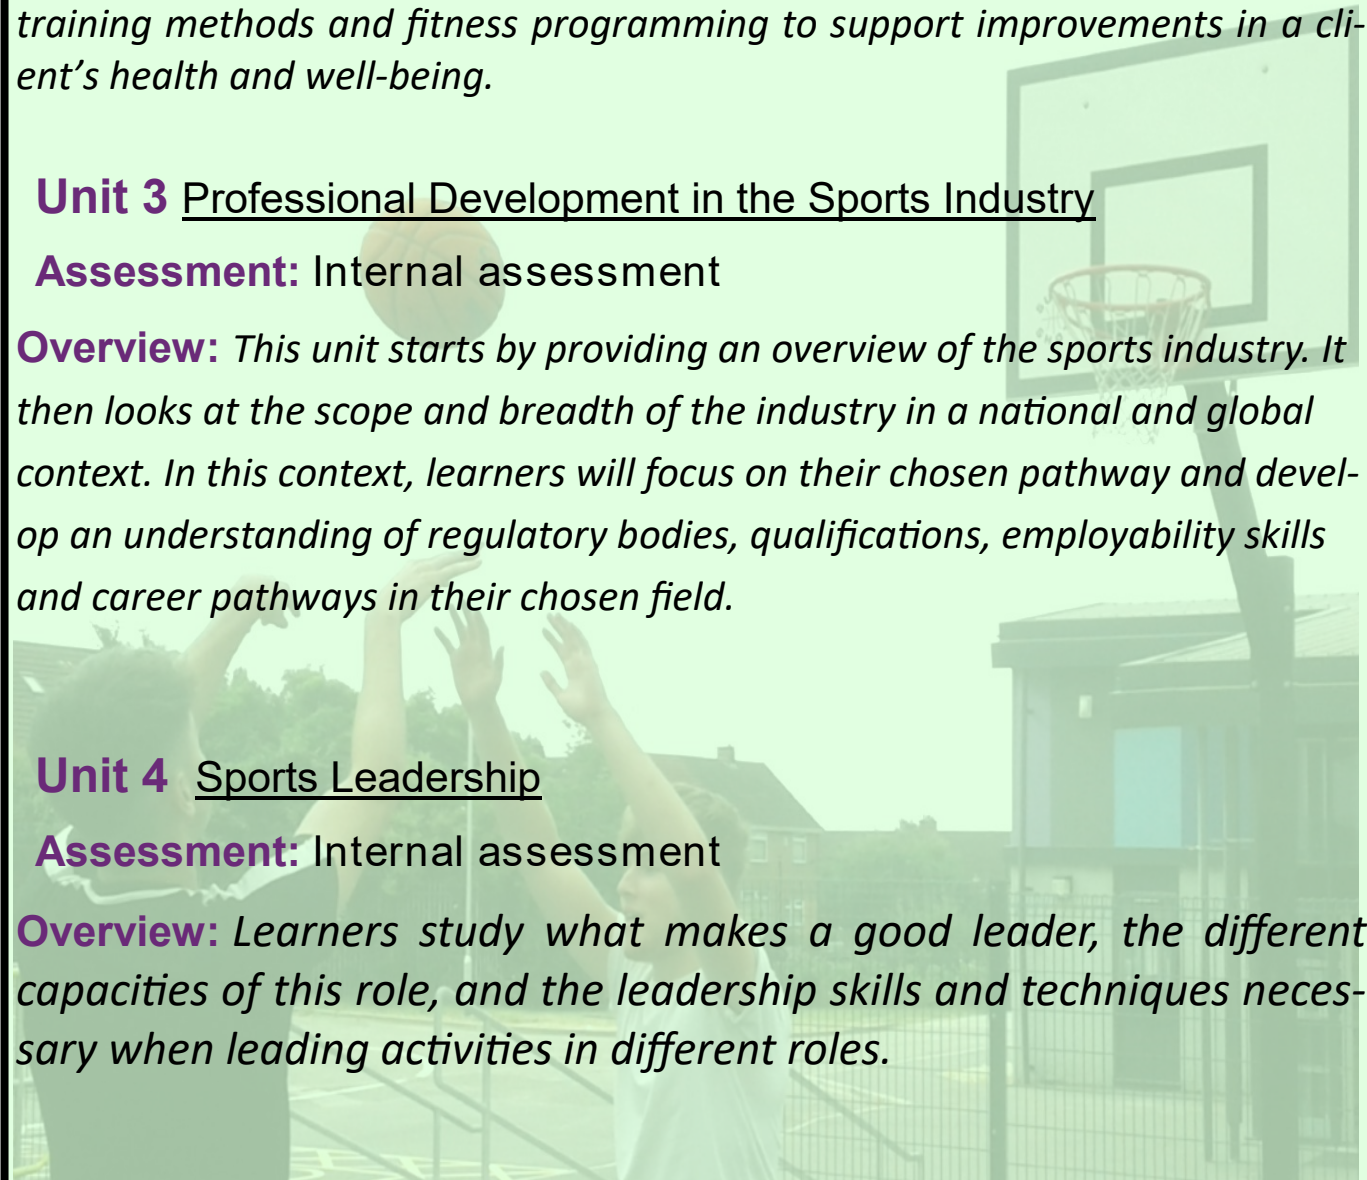 training methods and fitness programming to support improvements in a cli-
ent’s health and well-being.
Unit 3 Professional Development in the Sports Industry
Assessment: Internal assessment
Overview: This unit starts by providing an overview of the sports industry. It
then looks at the scope and breadth of the industry in a national and global
context. In this context, learners will focus on their chosen pathway and devel-
op an understanding of regulatory bodies, qualifications, employability skills
and career pathways in their chosen field.
Unit 4 Sports Leadership
Assessment: Internal assessment
Overview: Learners study what makes a good leader, the different
capacities of this role, and the leadership skills and techniques neces-
sary when leading activities in different roles.